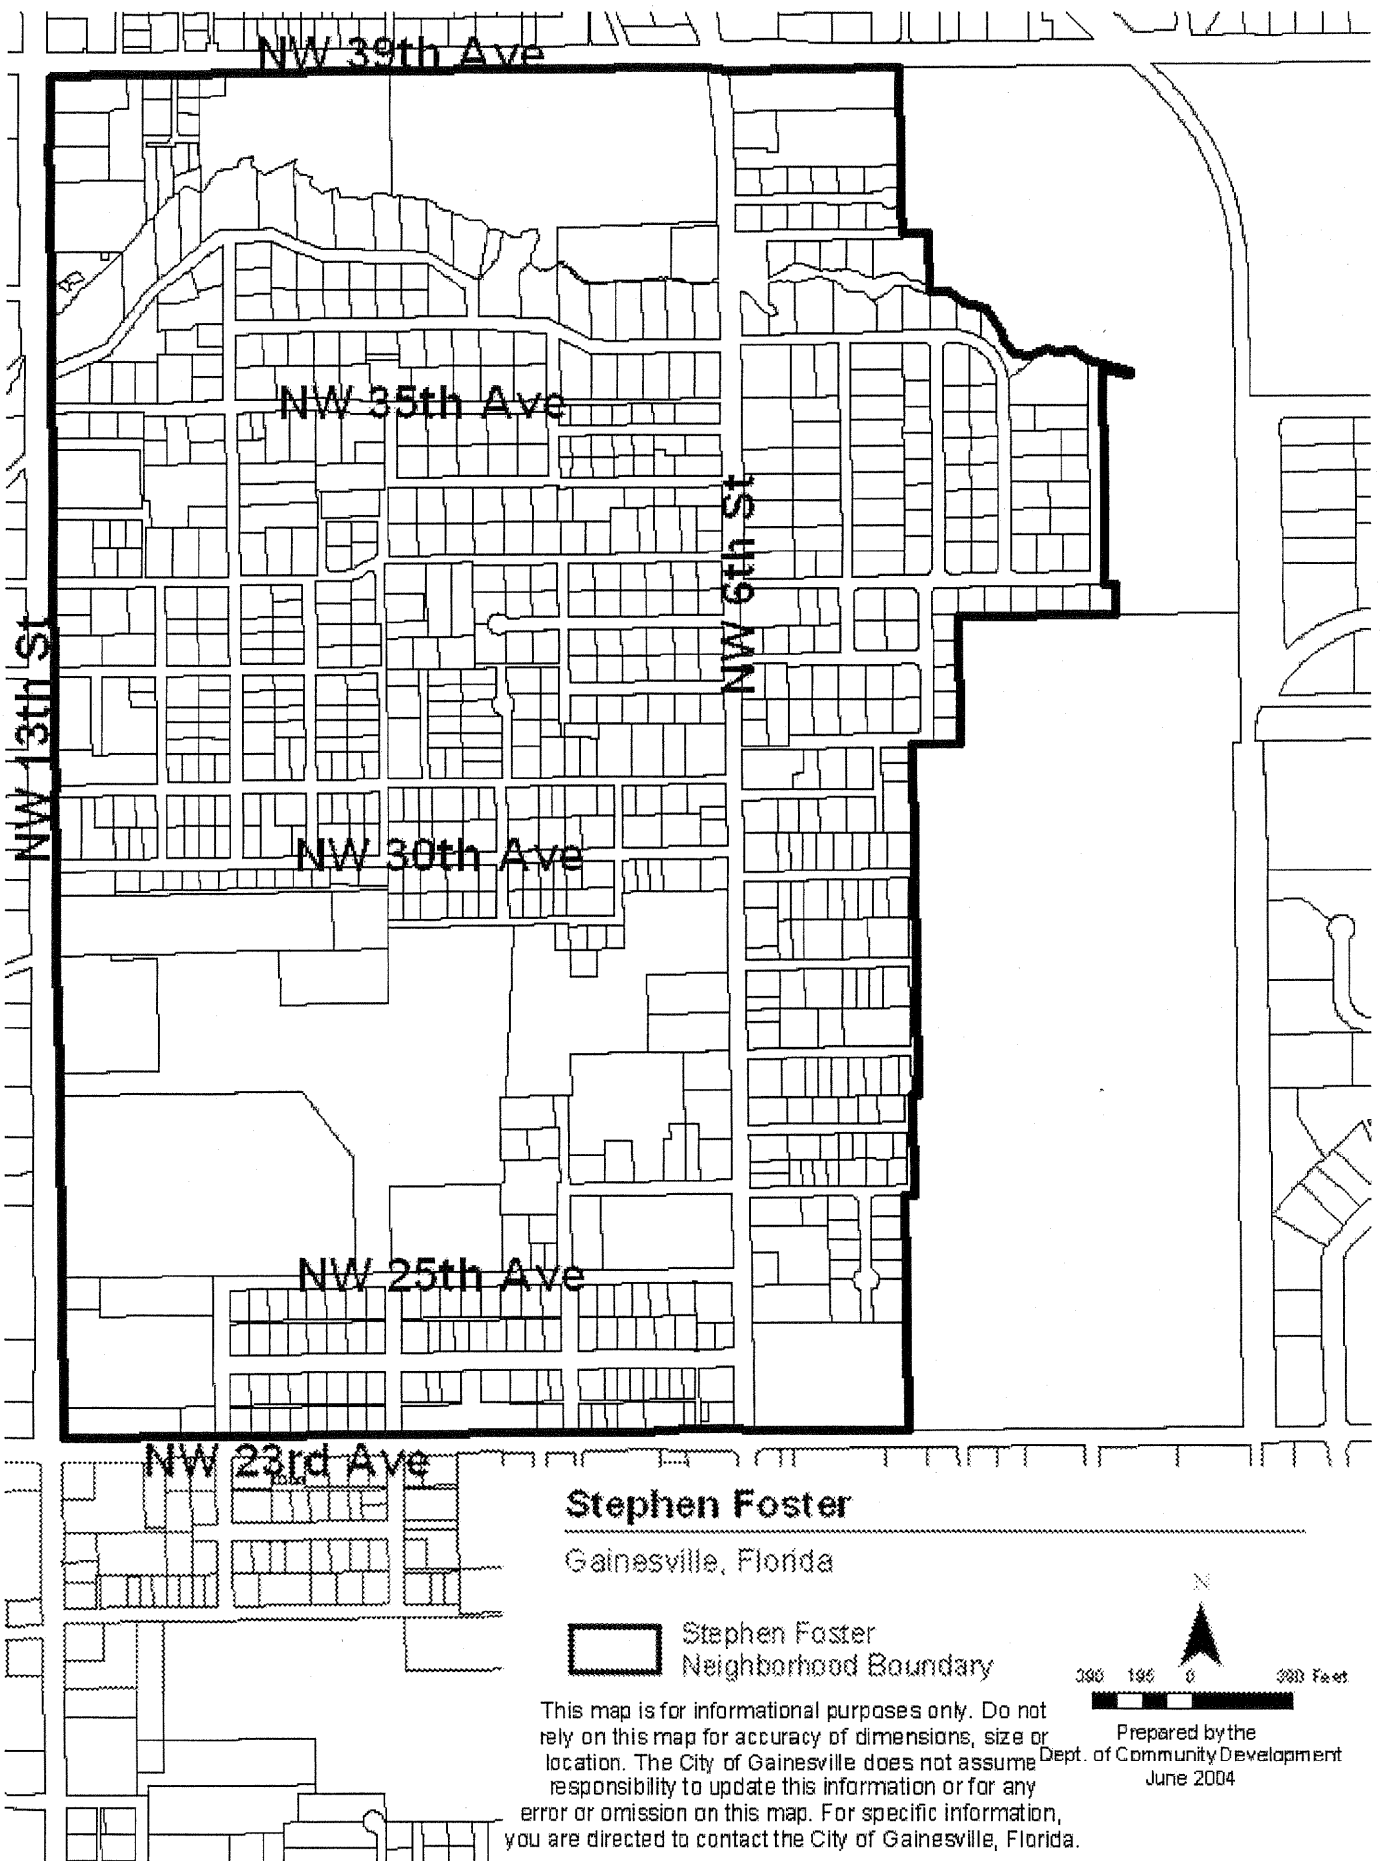 NW 39th Ave
NW 35th Ave
NW 6th St
NW 13th St
NW 30th Ave
NW 25th Ave
NW 23rd Ave
Stephen Foster
Gainesville, Florida
Stephen Foster
Neighborhood Boundary
N
390 195 0 390 Feet
This map is for informational purposes only. Do not
rely on this map for accuracy of dimensions, size or
location. The City of Gainesville does not assume
responsibility to update this information or for any
error or omission on this map. For specific information,
you are directed to contact the City of Gainesville, Florida.
Prepared by the
Dept. of Community Development
June 2004